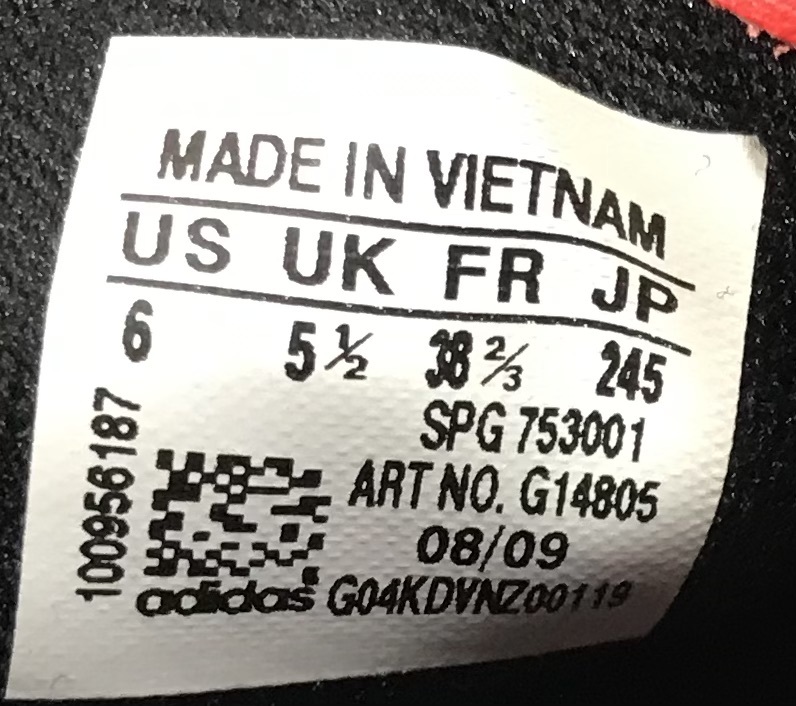 MADE IN VIETNAM
US UK FR JP
6 5½ 38⅔ 245
SPG 753001
ART NO. G14805
08/09
adidas G04KDVNZ00119
100956187